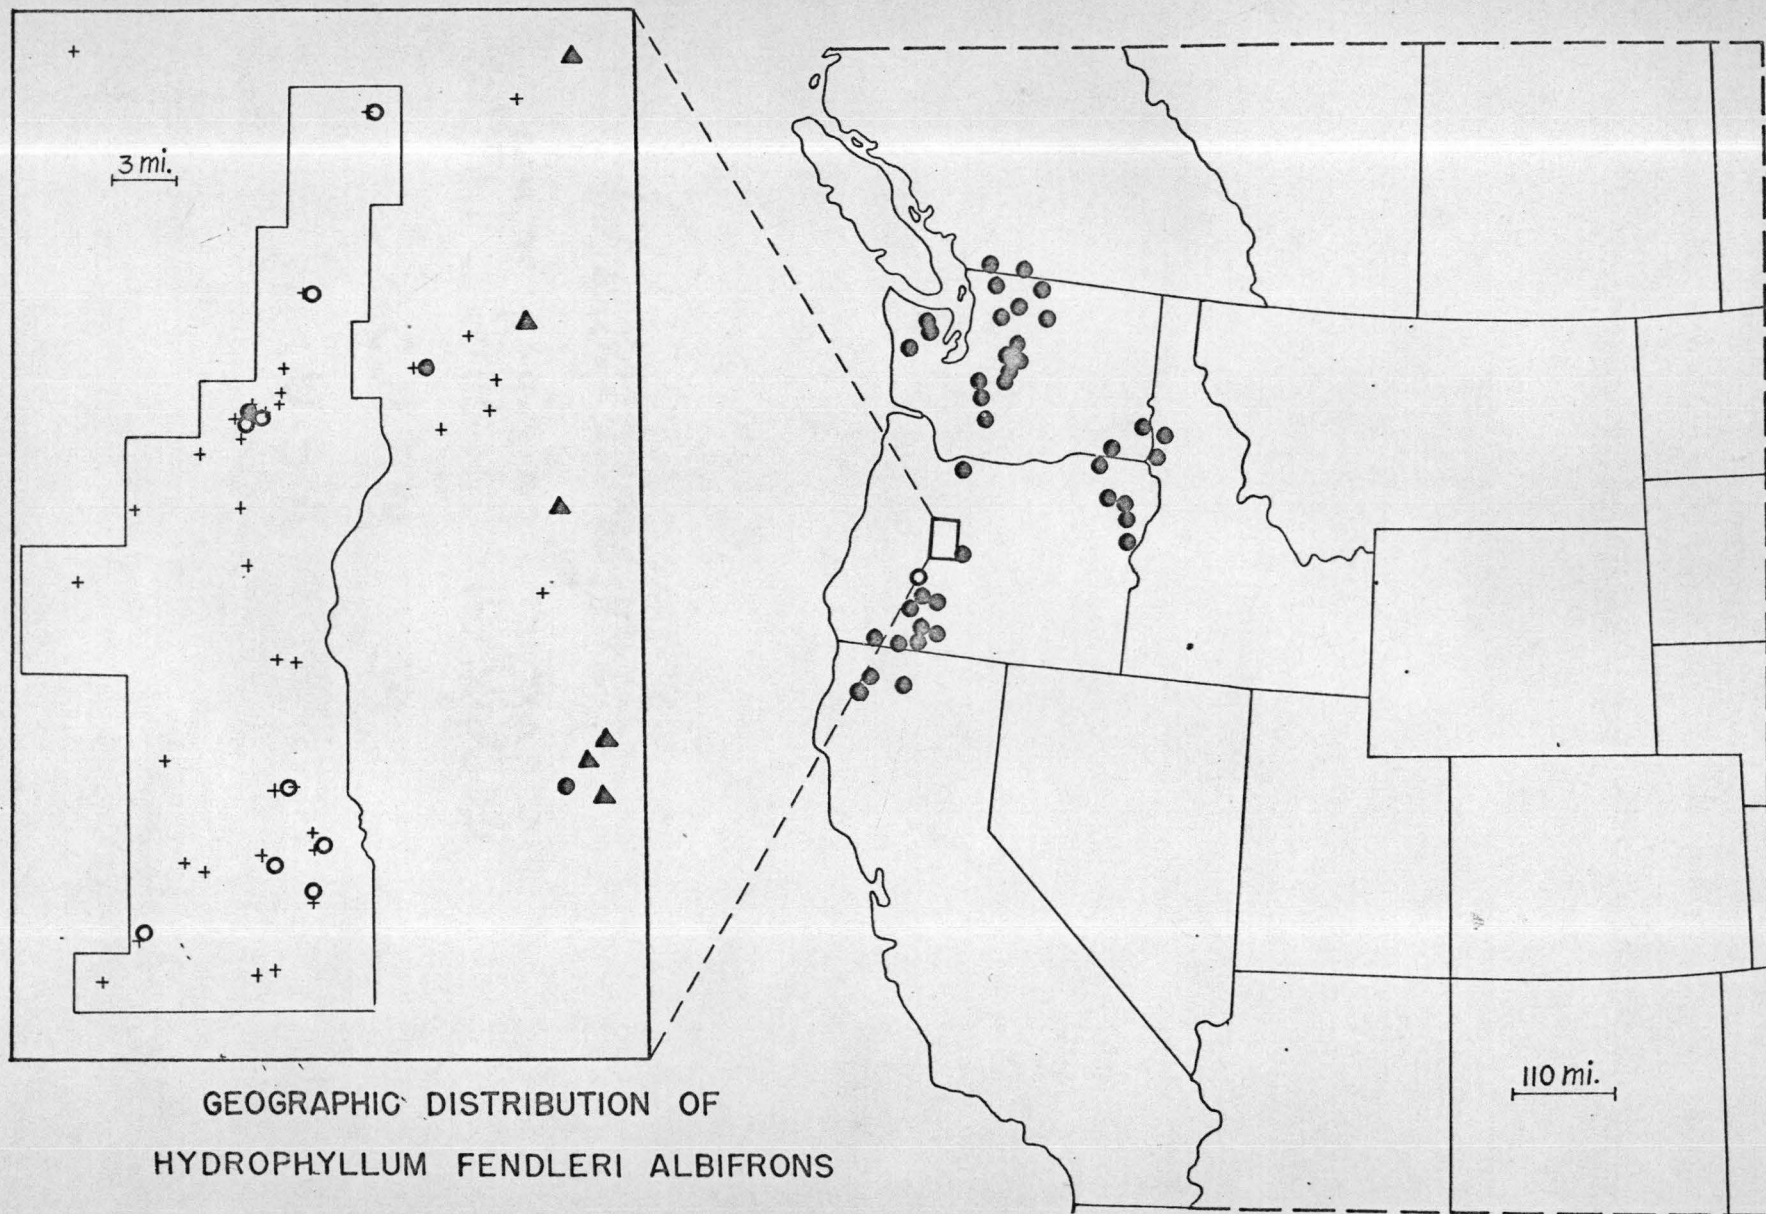 3 mi.
110 mi.
GEOGRAPHIC DISTRIBUTION OF
HYDROPHYLLUM FENDLERI ALBIFRONS